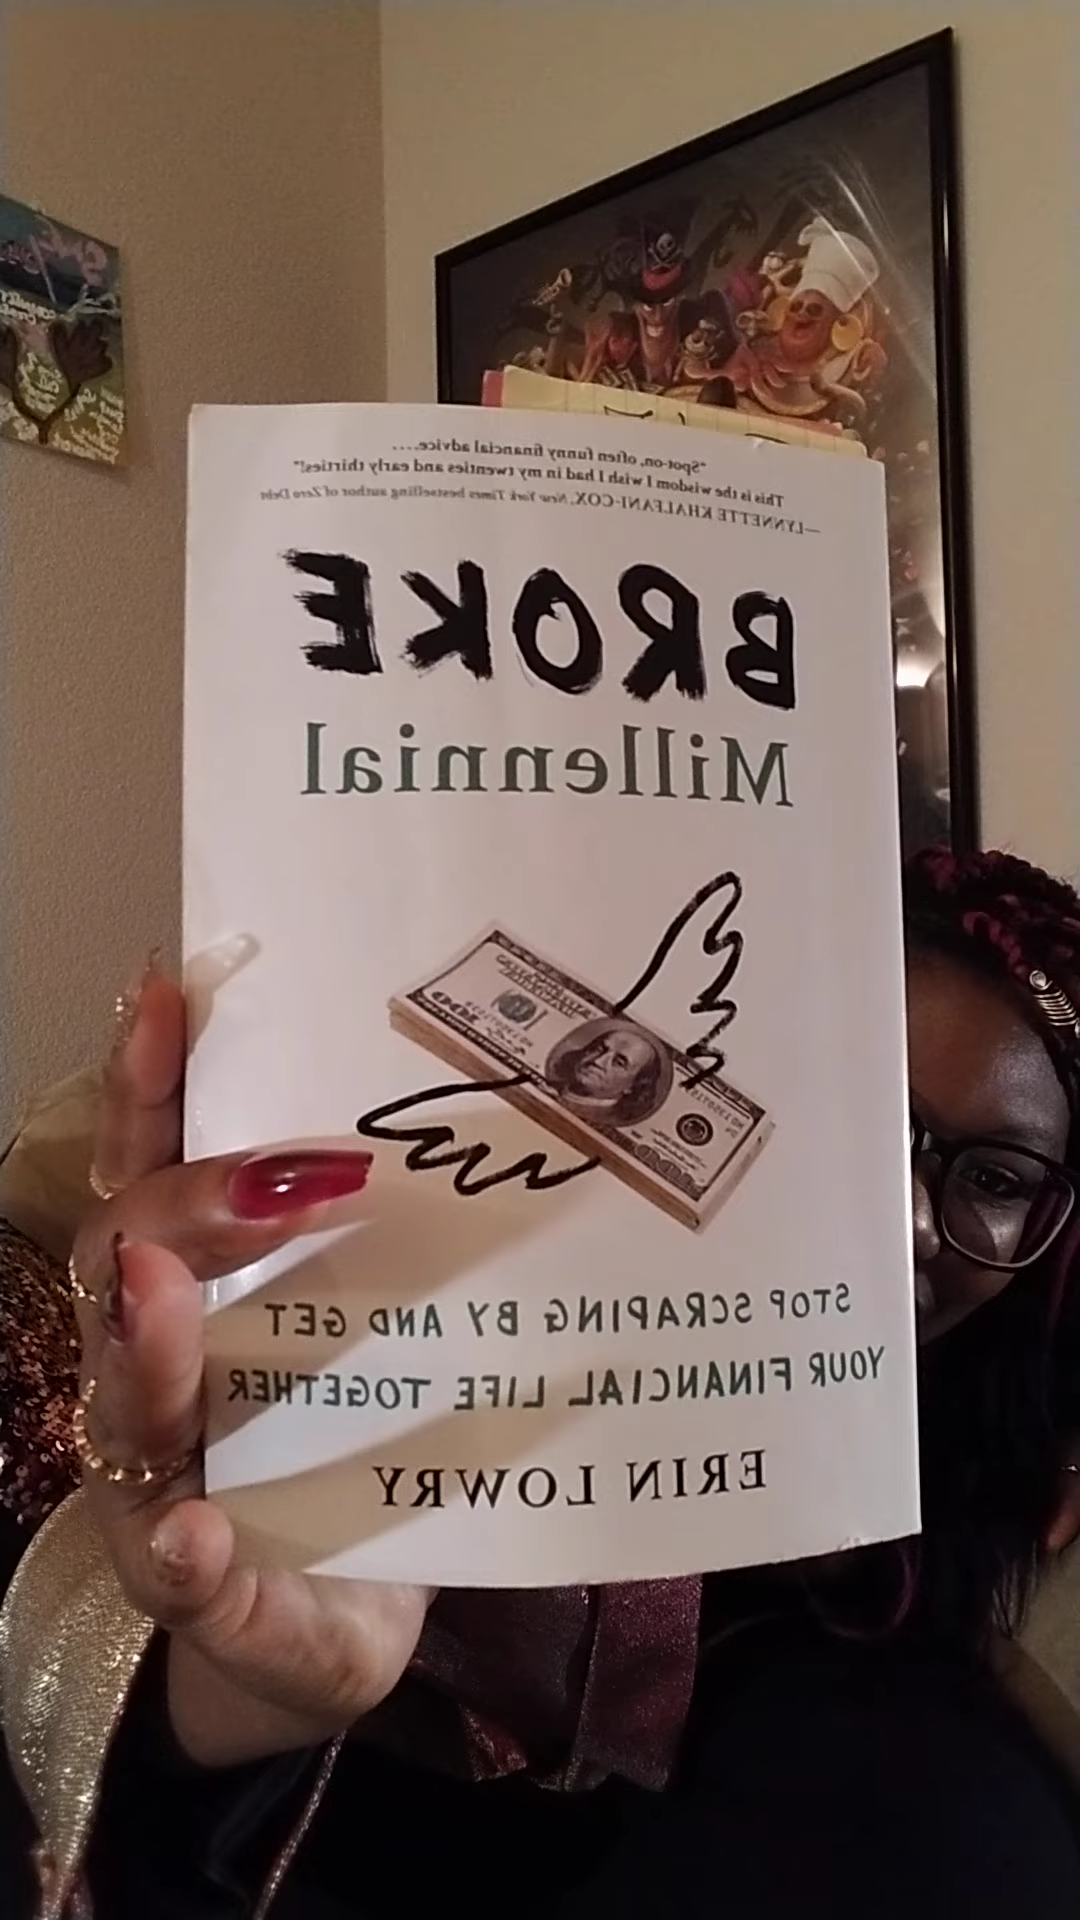 "Spot-on, often funny financial advice....
This is the wisdom I wish I had in my twenties and early thirties!"
—LYNNETTE KHALFANI-COX, New York Times bestselling author of Zero Debt
BROKE
Millennial
100
STOP SCRAPING BY AND GET
YOUR FINANCIAL LIFE TOGETHER
ERIN LOWRY